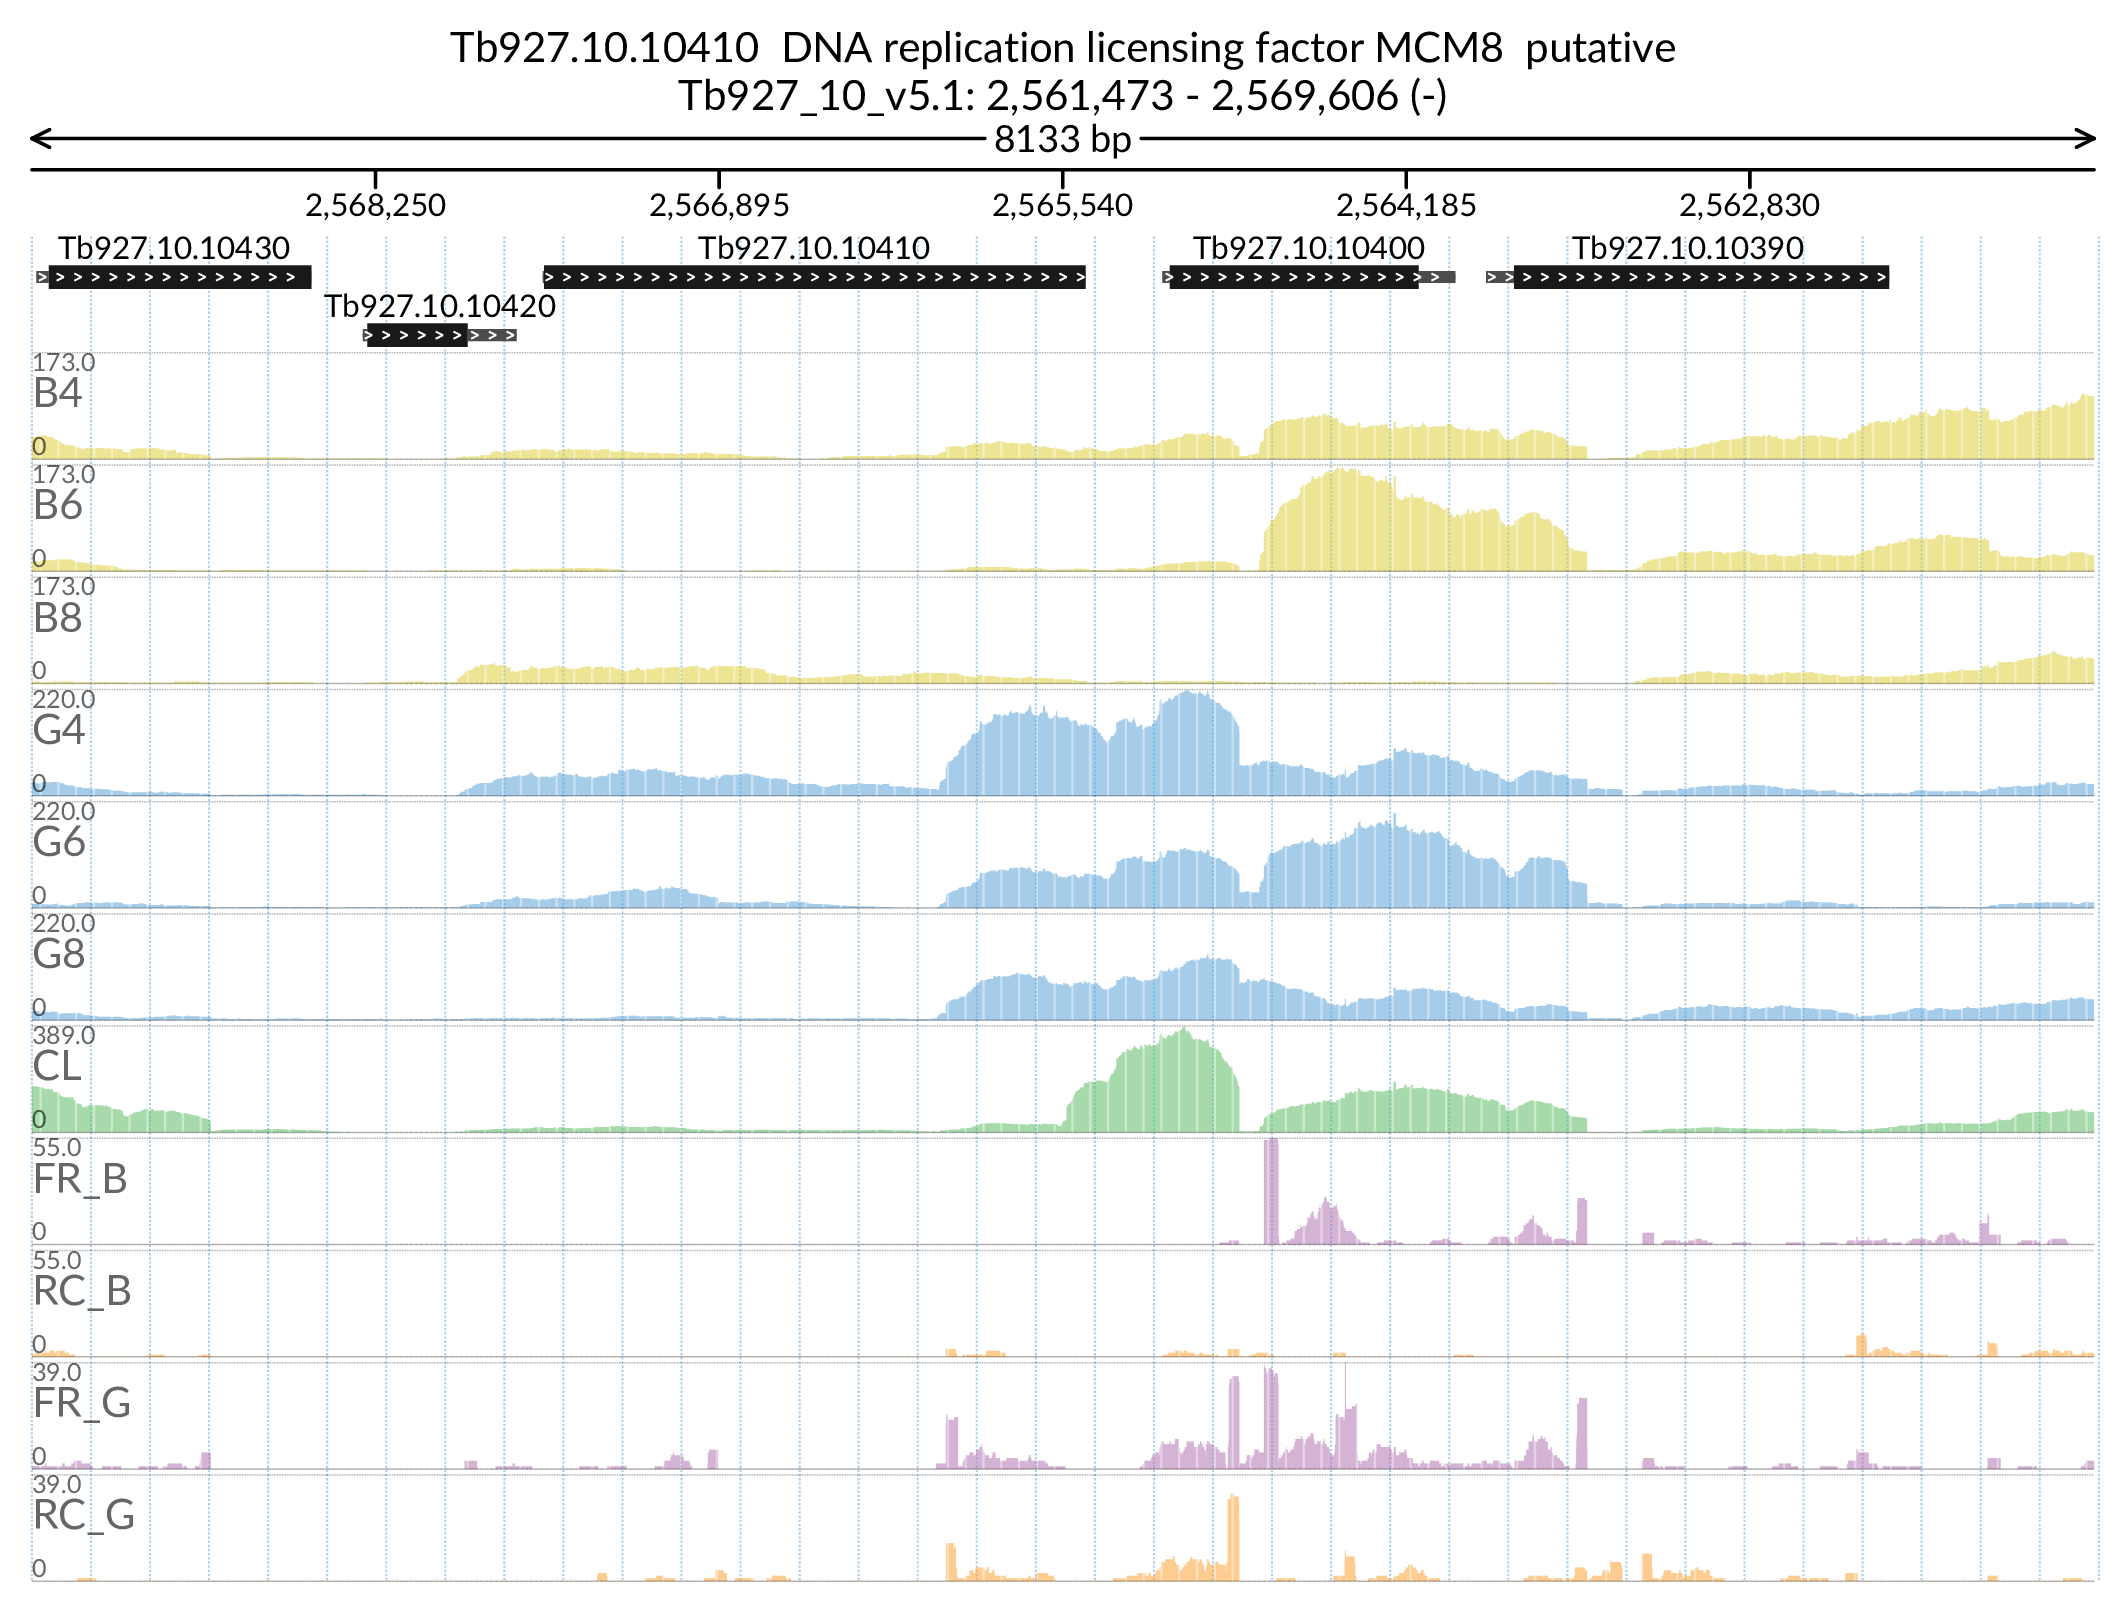 Tb927.10.10410  DNA replication licensing factor MCM8  putative
Tb927_10_v5.1: 2,561,473 - 2,569,606 (-)
8133 bp
2,568,250 2,566,895 2,565,540 2,564,185 2,562,830
Tb927.10.10430 Tb927.10.10410 Tb927.10.10400 Tb927.10.10390
Tb927.10.10420
173.0
B4
0
173.0
B6
0
173.0
B8
0
220.0
G4
0
220.0
G6
0
220.0
G8
0
389.0
CL
0
55.0
FR_B
0
55.0
RC_B
0
39.0
FR_G
0
39.0
RC_G
0